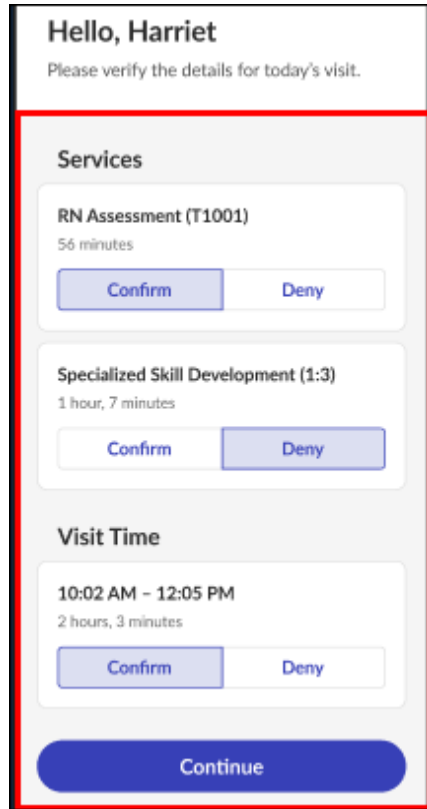 Hello, Harriet
Please verify the details for today's visit.
Services
RN Assessment (T1001)
56 minutes
Confirm Deny
Specialized Skill Development (1:3)
1 hour, 7 minutes
Confirm Deny
Visit Time
10:02 AM – 12:05 PM
2 hours, 3 minutes
Confirm Deny
Continue